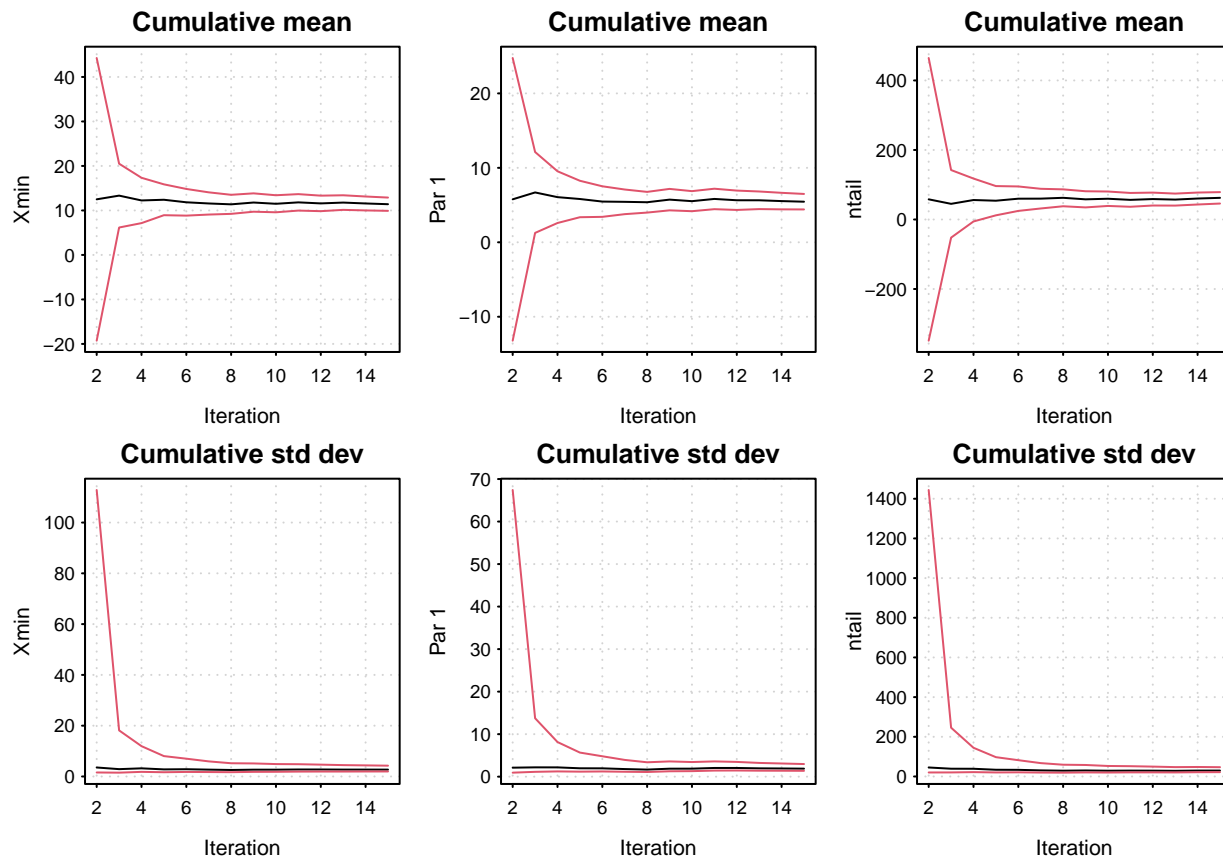 Cumulative mean
Xmin
40
30
20
10
0
−10
−20
2 4 6 8 10 12 14
Iteration
Cumulative mean
Par 1
20
10
0
−10
2 4 6 8 10 12 14
Iteration
Cumulative mean
ntail
400
200
0
−200
2 4 6 8 10 12 14
Iteration
Cumulative std dev
Xmin
100
80
60
40
20
0
2 4 6 8 10 12 14
Iteration
Cumulative std dev
Par 1
70
60
50
40
30
20
10
0
2 4 6 8 10 12 14
Iteration
Cumulative std dev
ntail
1400
1200
1000
800
600
400
200
0
2 4 6 8 10 12 14
Iteration